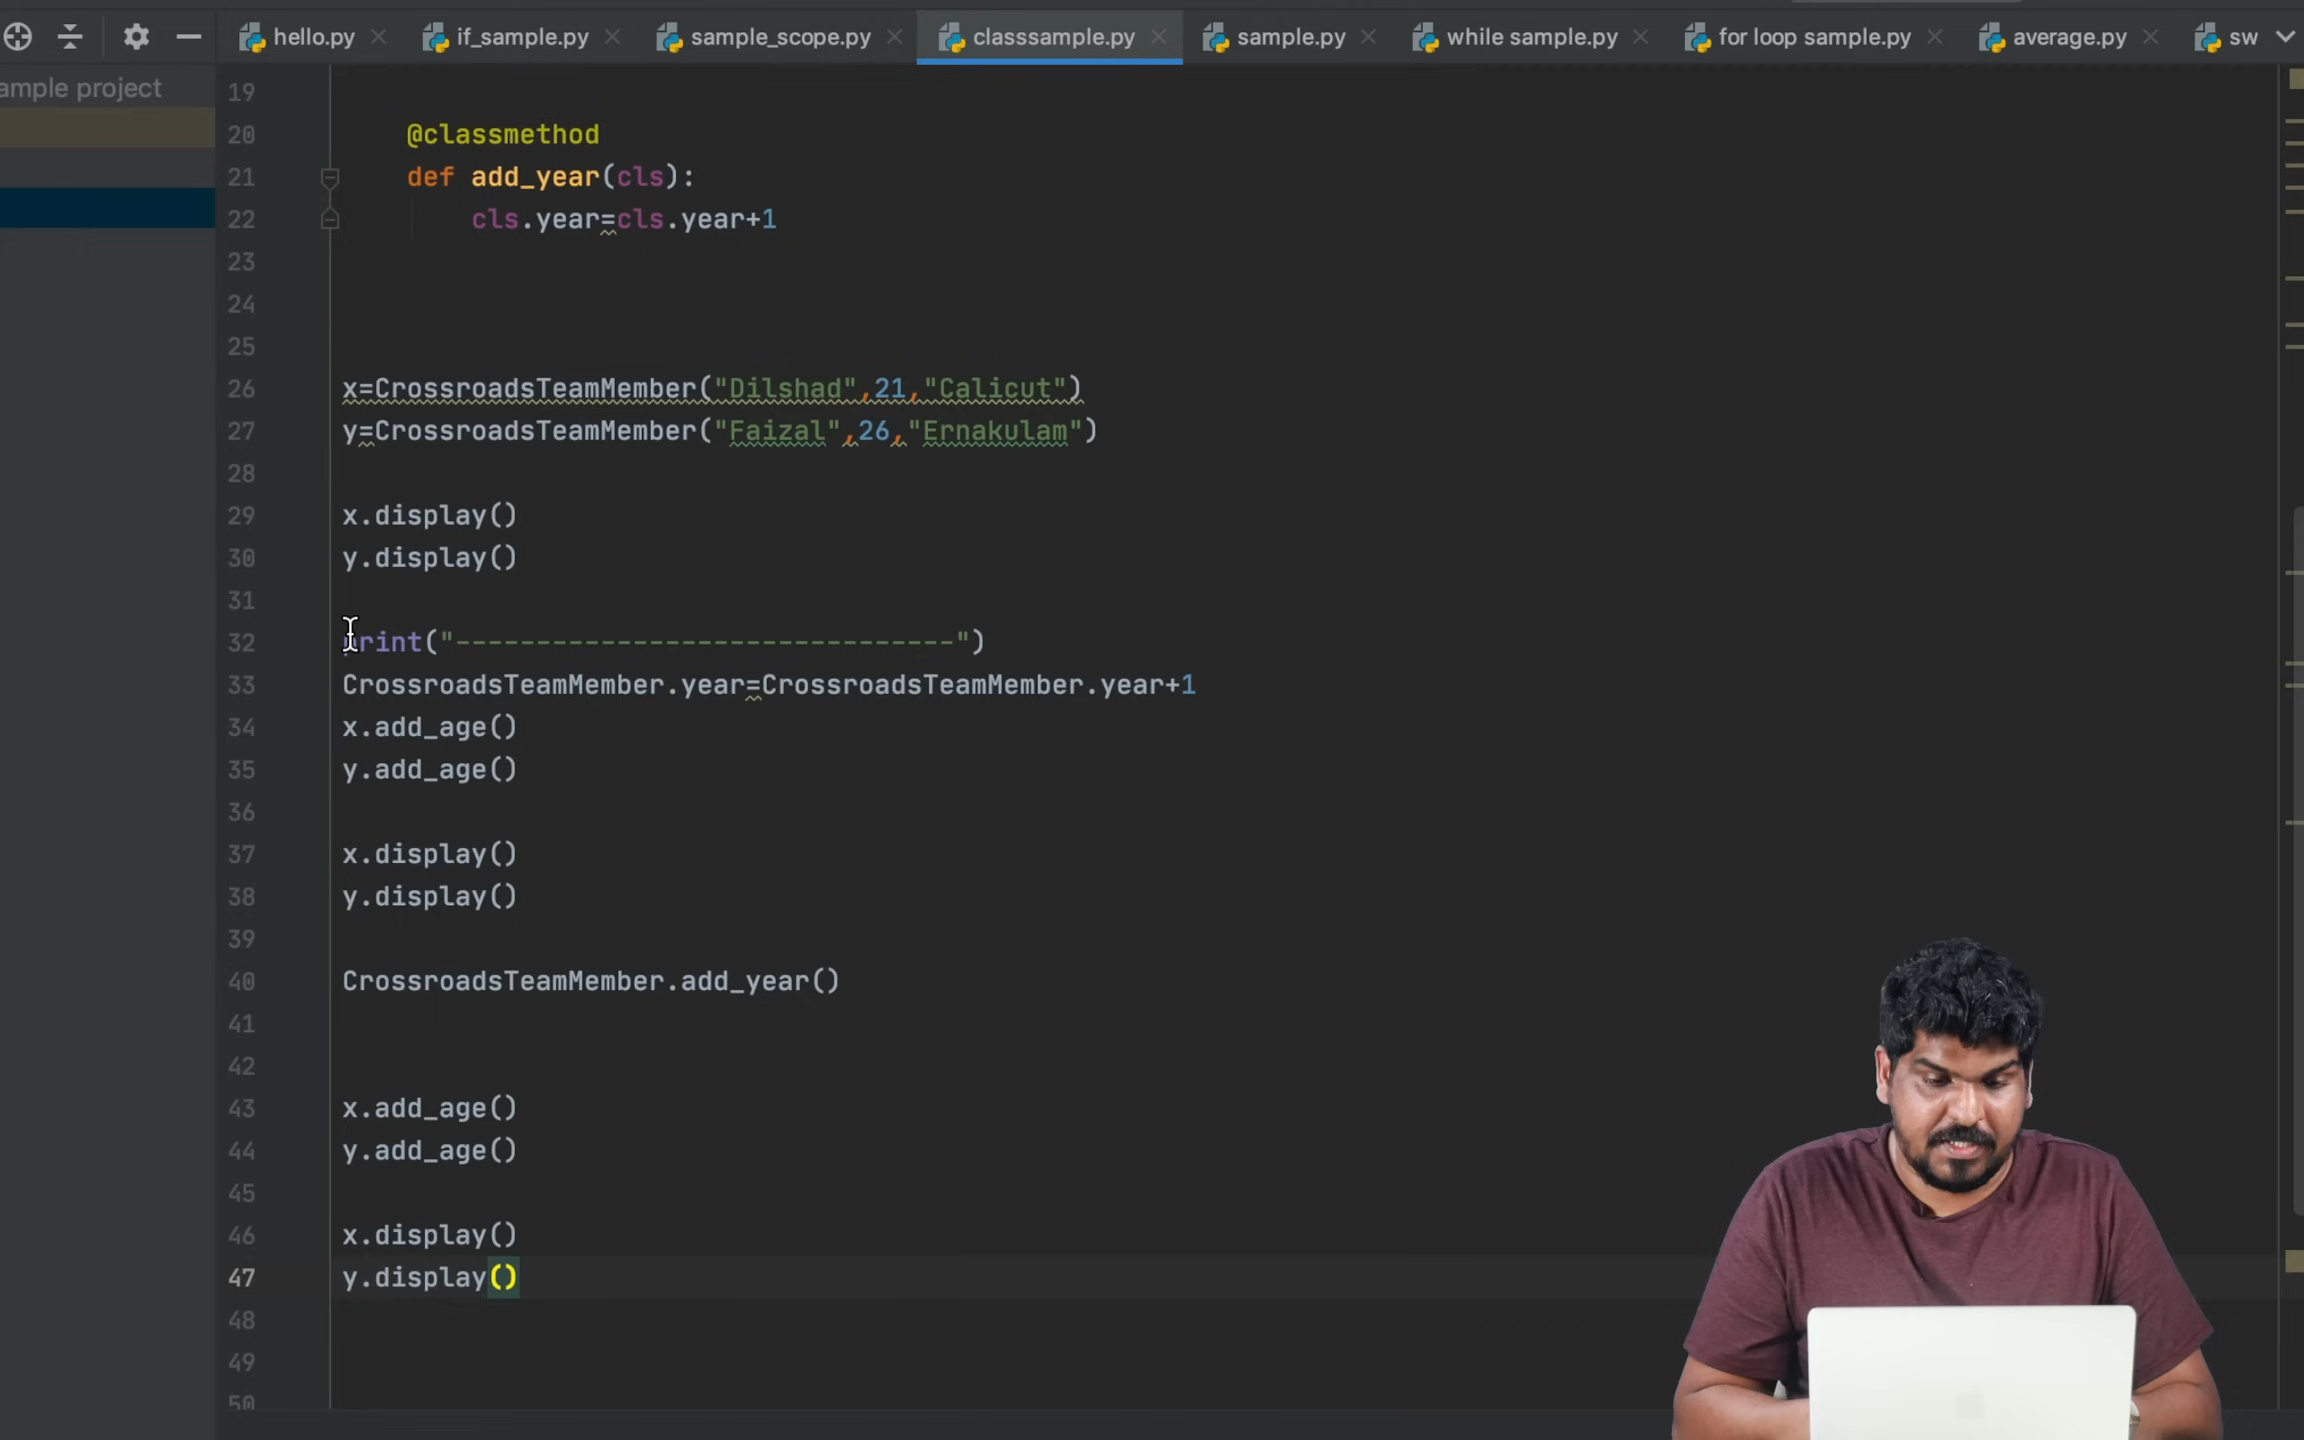 hello.py if_sample.py sample_scope.py classsample.py sample.py while sample.py for loop sample.py average.py sw
ample project
19
20 @classmethod
21 def add_year(cls):
22 cls.year=cls.year+1
23
24
25
26 x=CrossroadsTeamMember("Dilshad",21,"Calicut")
27 y=CrossroadsTeamMember("Faizal",26,"Ernakulam")
28
29 x.display()
30 y.display()
31
32 print("-------------------------------")
33 CrossroadsTeamMember.year=CrossroadsTeamMember.year+1
34 x.add_age()
35 y.add_age()
36
37 x.display()
38 y.display()
39
40 CrossroadsTeamMember.add_year()
41
42
43 x.add_age()
44 y.add_age()
45
46 x.display()
47 y.display()
48
49
50